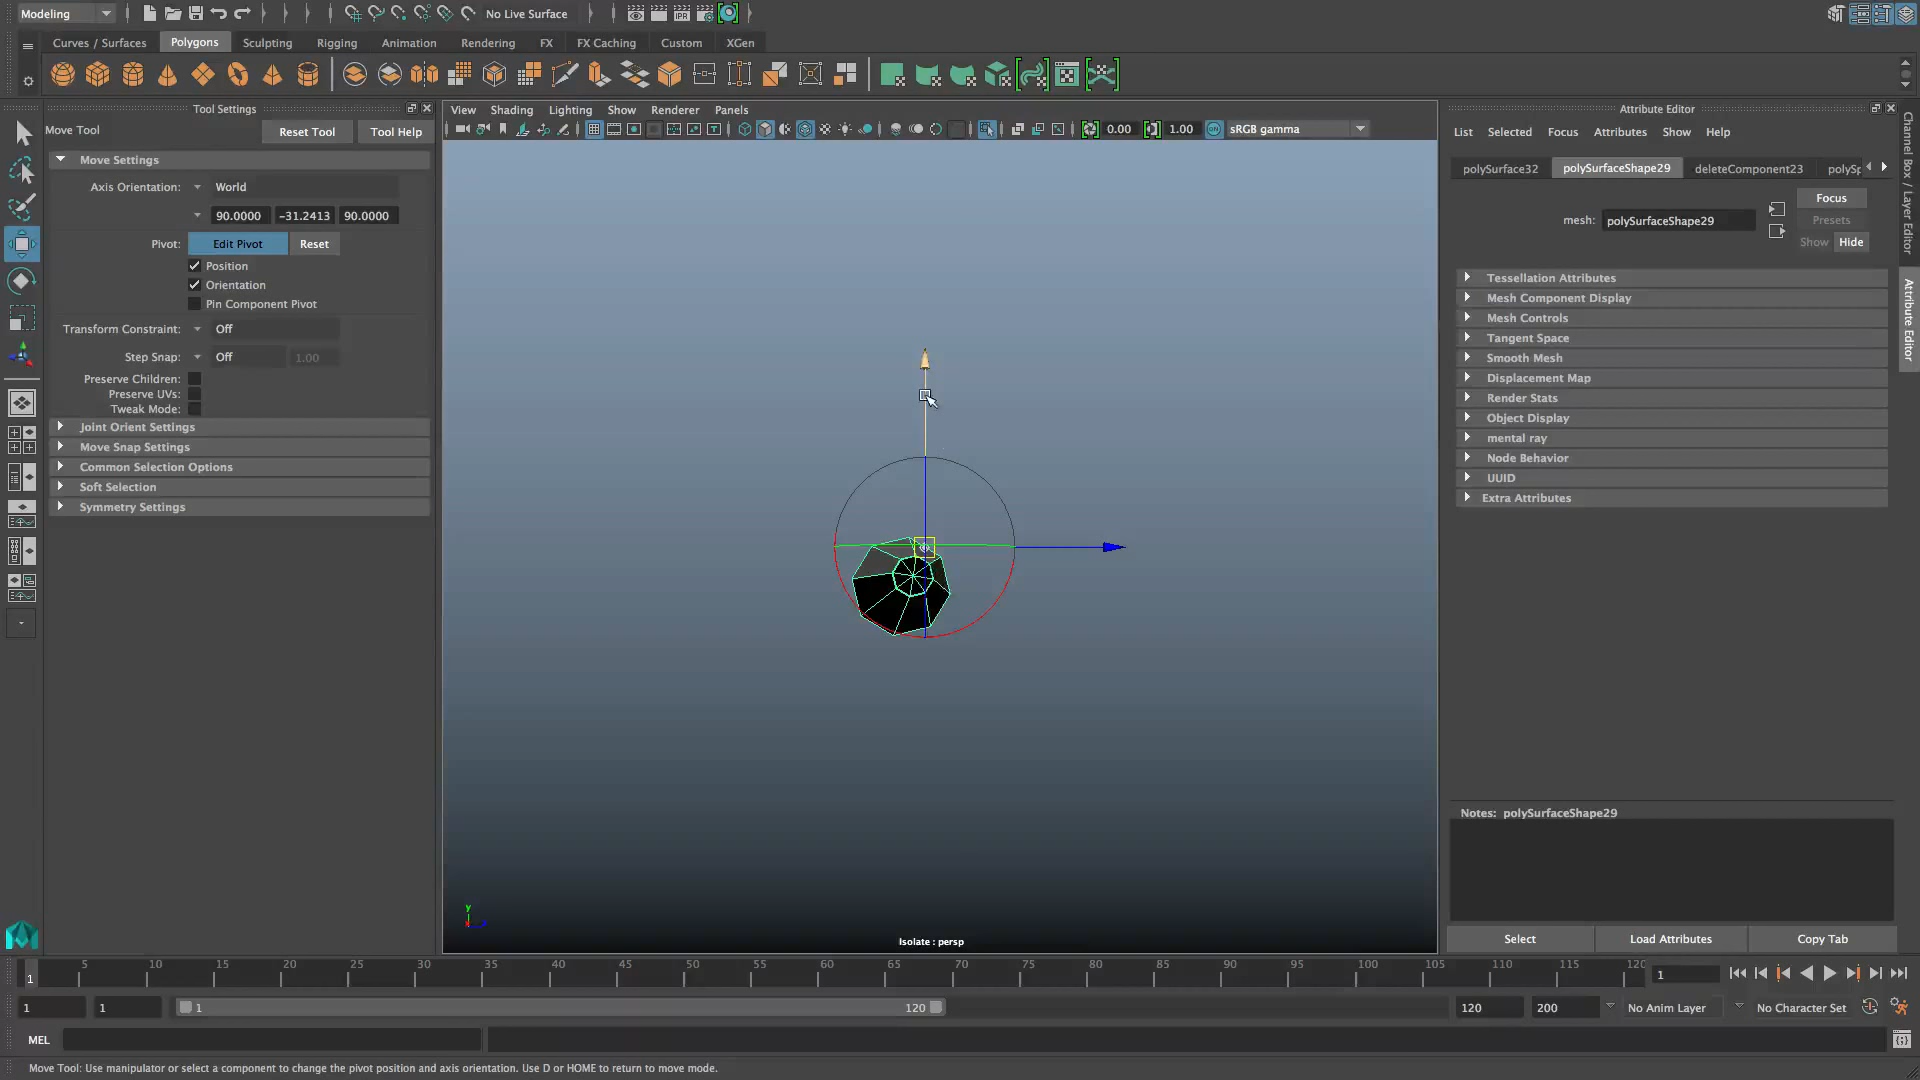 Modeling
No Live Surface
Curves / Surfaces Polygons Sculpting Rigging Animation Rendering FX FX Caching Custom XGen
Tool Settings
Move Tool Reset Tool Tool Help
Move Settings
Axis Orientation: World
90.0000 -31.2413 90.0000
Pivot: Edit Pivot Reset
Position
Orientation
Pin Component Pivot
Transform Constraint: Off
Step Snap: Off 1.00
Preserve Children:
Preserve UVs:
Tweak Mode:
Joint Orient Settings
Move Snap Settings
Common Selection Options
Soft Selection
Symmetry Settings
View Shading Lighting Show Renderer Panels
0.00 1.00 sRGB gamma
y
Isolate : persp
Attribute Editor
List Selected Focus Attributes Show Help
polySurface32 polySurfaceShape29 deleteComponent23
mesh: polySurfaceShape29
Focus
Presets
Show Hide
Tessellation Attributes
Mesh Component Display
Mesh Controls
Tangent Space
Smooth Mesh
Displacement Map
Render Stats
Object Display
mental ray
Node Behavior
UUID
Extra Attributes
Notes: polySurfaceShape29
Select Load Attributes Copy Tab
Channel Box / Layer Editor
Attribute Editor
1 5 10 15 20 25 30 35 40 45 50 55 60 65 70 75 80 85 90 95 100 105 110 115 120 1
1 1 1 120 120 200 No Anim Layer No Character Set
MEL
Move Tool: Use manipulator or select a component to change the pivot position and axis orientation. Use D or HOME to return to move mode.